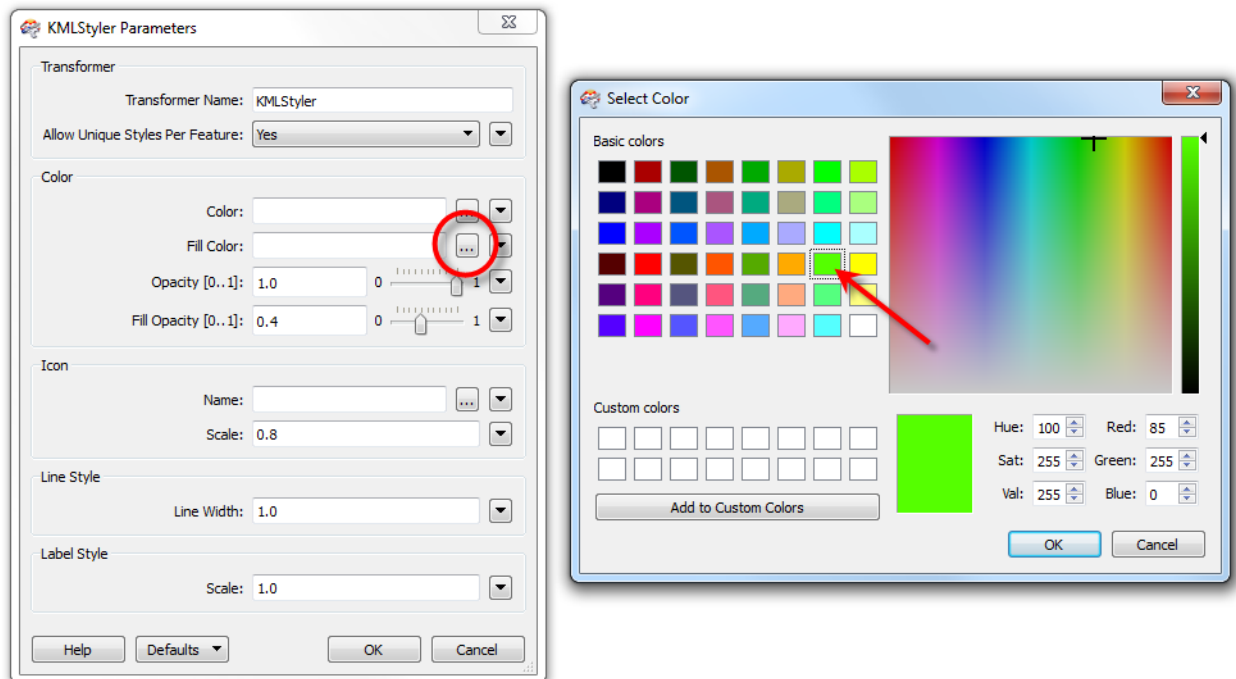 KMLStyler Parameters
Transformer
Transformer Name: KMLStyler
Allow Unique Styles Per Feature: Yes
Color
Color: ...
Fill Color: ...
Opacity [0..1]: 1.0 0 1
Fill Opacity [0..1]: 0.4 0 1
Icon
Name: ...
Scale: 0.8
Line Style
Line Width: 1.0
Label Style
Scale: 1.0
Help Defaults OK Cancel
Select Color
Basic colors
Custom colors
Add to Custom Colors
Hue: 100 Red: 85
Sat: 255 Green: 255
Val: 255 Blue: 0
OK Cancel